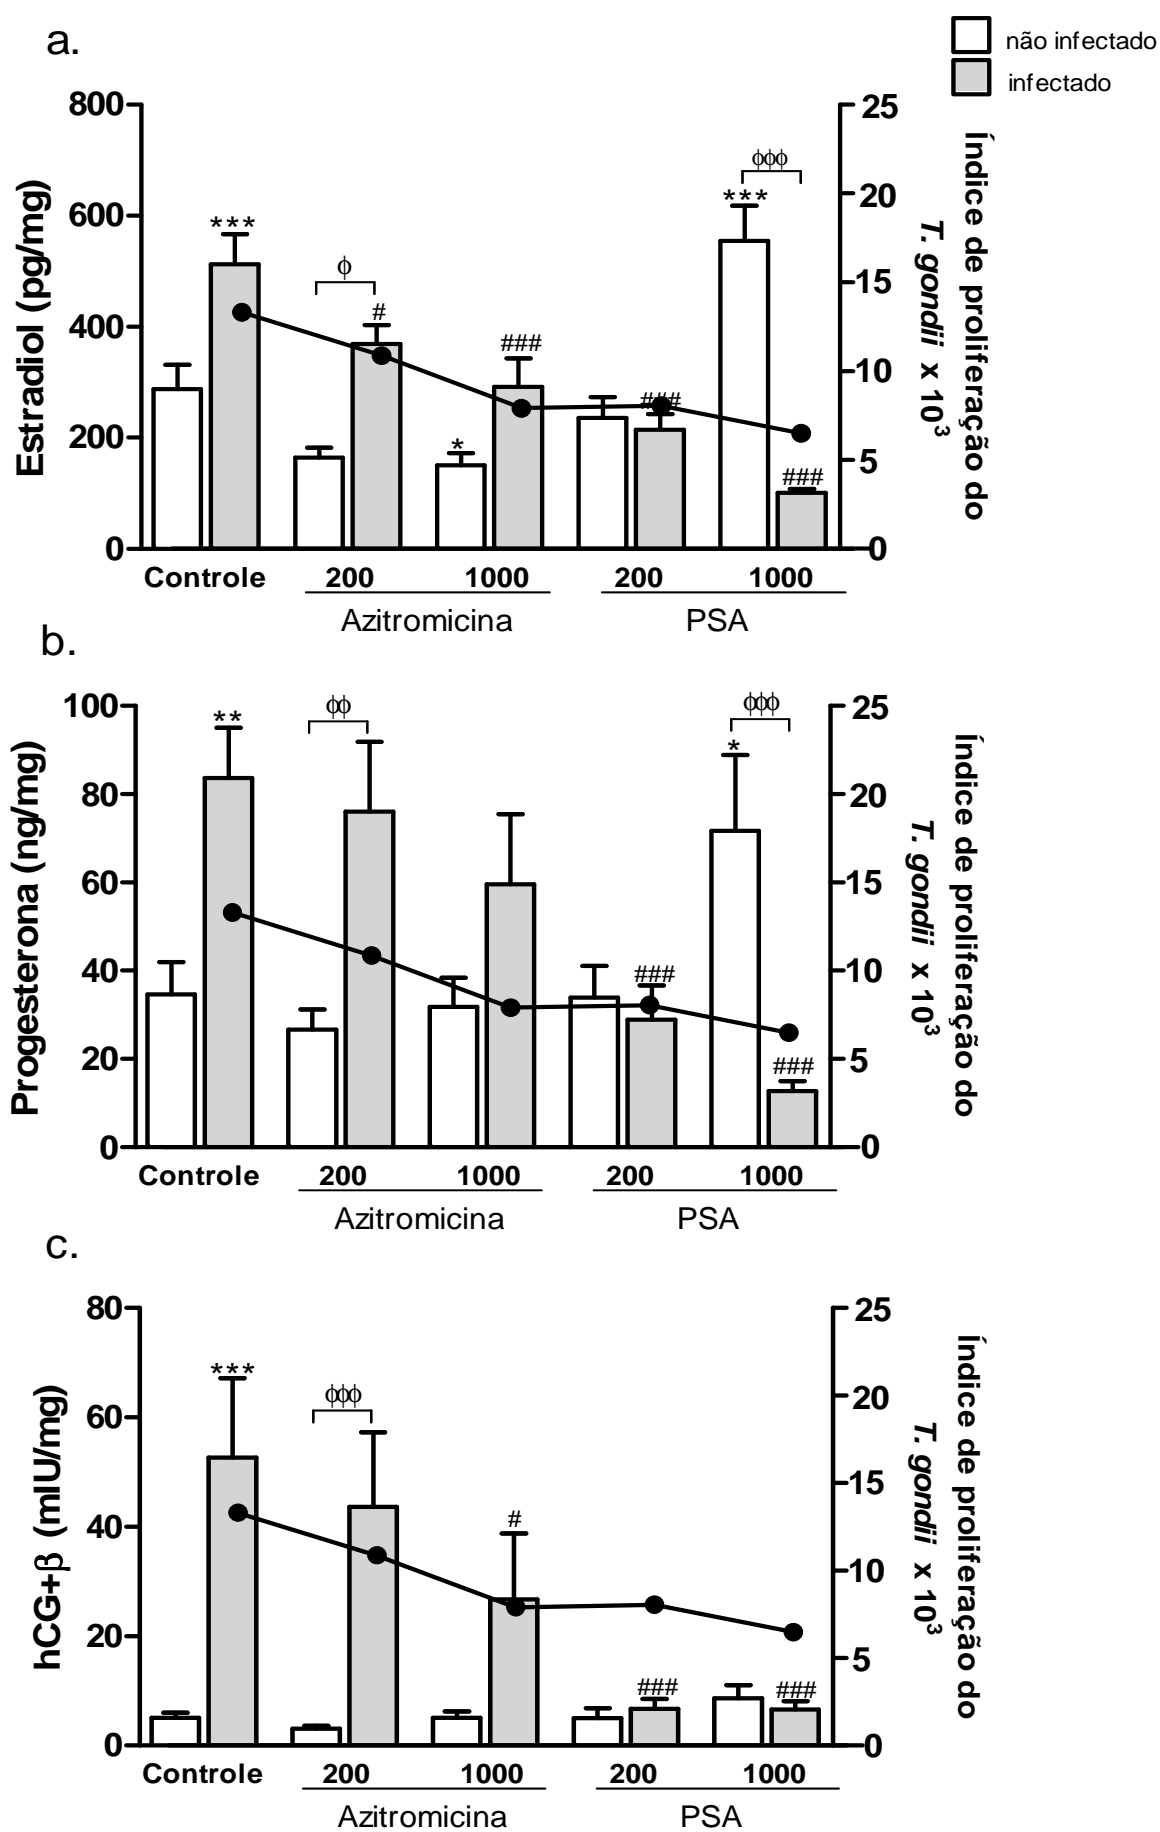 a.
não infectado
infectado
Estradiol (pg/mg)
800
600
400
200
0
25
20
15
10
5
0
Índice de proliferação do
T. gondii x 10³
***
ϕ
#
*
###
###
***
ϕϕϕ
###
Controle 200 1000 200 1000
Azitromicina PSA
b.
Progesterona (ng/mg)
100
80
60
40
20
0
25
20
15
10
5
0
Índice de proliferação do
T. gondii x 10³
**
ϕϕ
###
*
ϕϕϕ
###
Controle 200 1000 200 1000
Azitromicina PSA
c.
hCG+β (mIU/mg)
80
60
40
20
0
25
20
15
10
5
0
Índice de proliferação do
T. gondii x 10³
***
ϕϕϕ
#
###
###
Controle 200 1000 200 1000
Azitromicina PSA